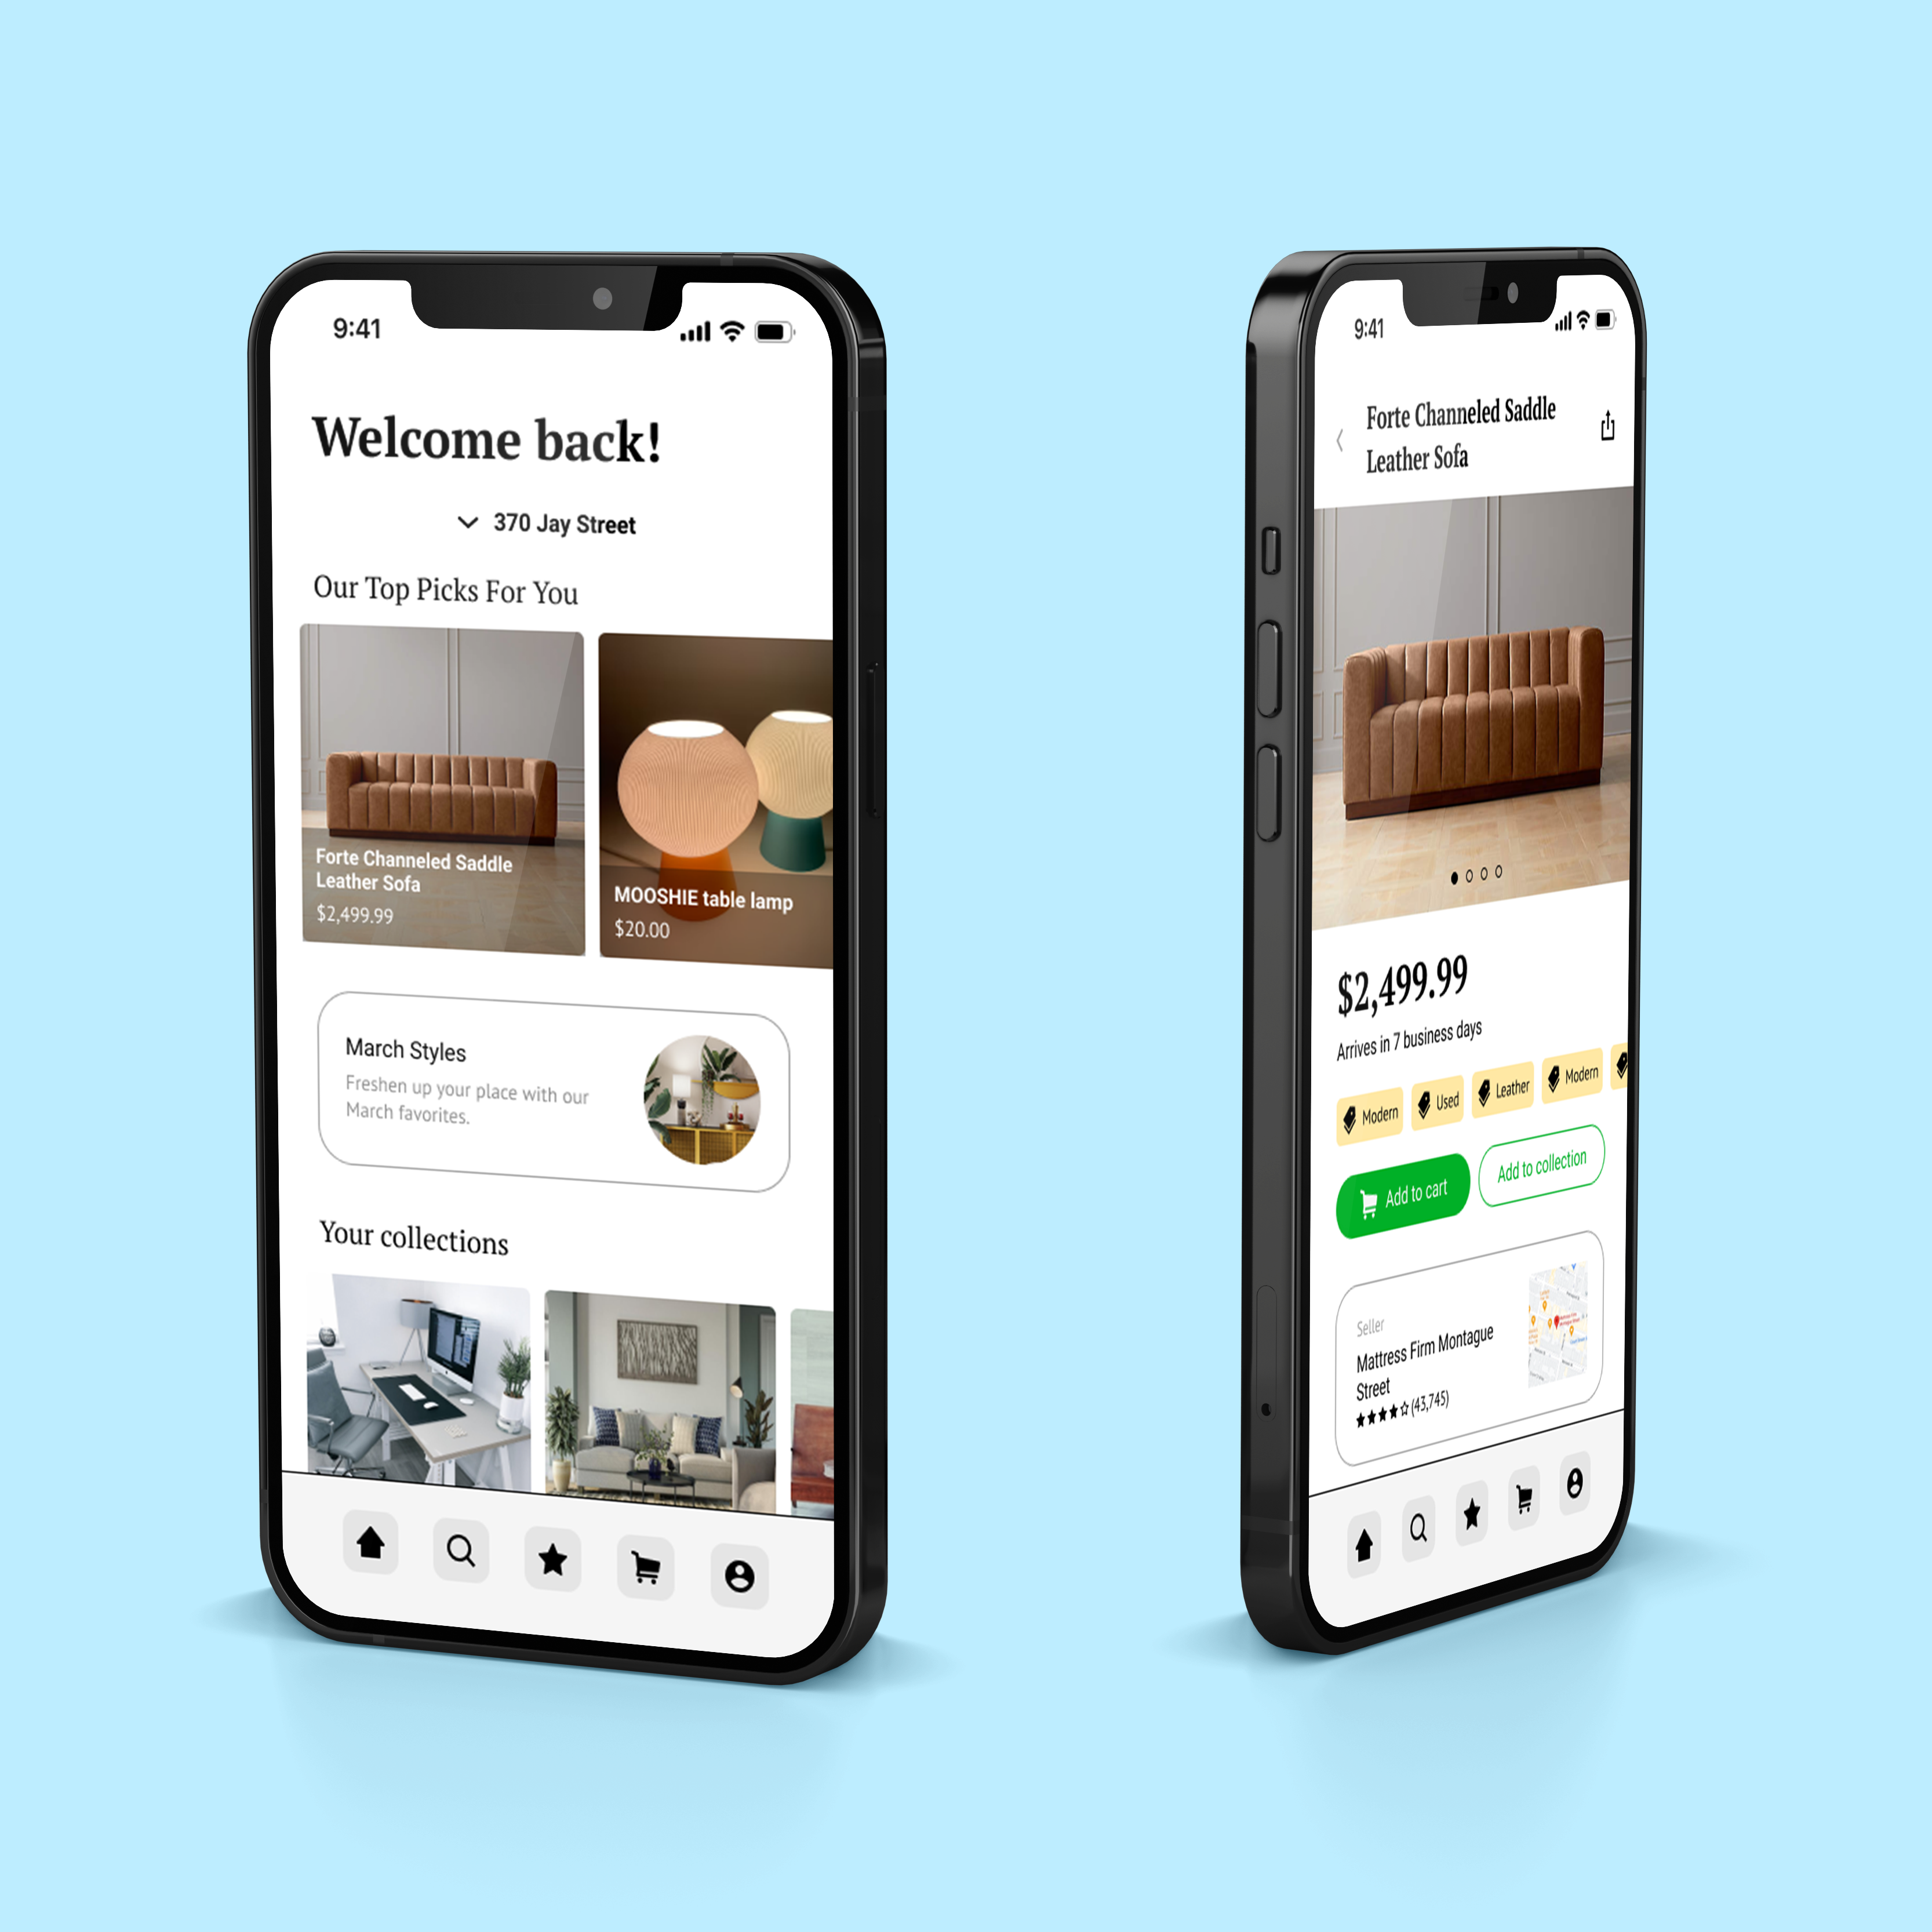 9:41
Welcome back!
370 Jay Street
Our Top Picks For You
Forte Channeled Saddle
Leather Sofa
$2,499.99
MOOSHIE table lamp
$20.00
March Styles
Freshen up your place with our
March favorites.
Your collections
9:41
Forte Channeled Saddle
Leather Sofa
$2,499.99
Arrives in 7 business days
Modern
Used
Leather
Modern
Add to cart
Add to collection
Seller
Mattress Firm Montague
Street
(43,745)